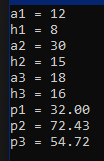 a1 = 12
h1 = 8
a2 = 30
h2 = 15
a3 = 18
h3 = 16
p1 = 32.00
p2 = 72.43
p3 = 54.72